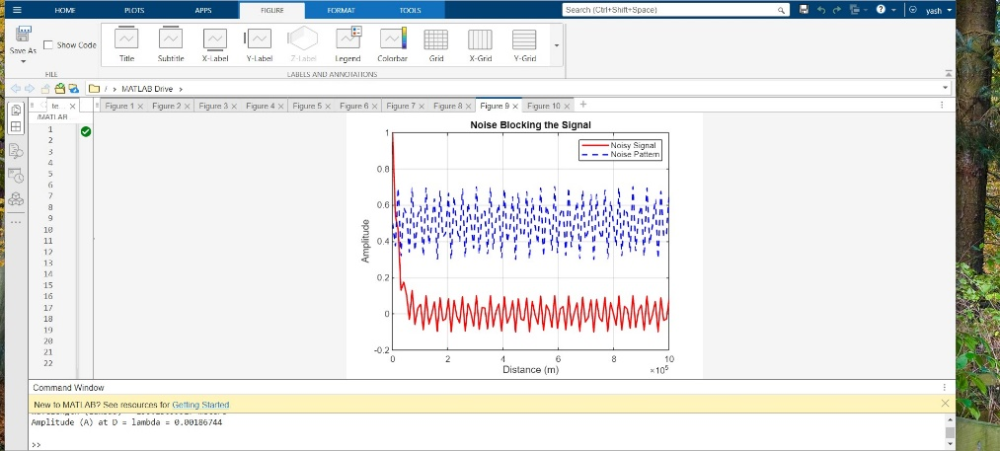 HOME PLOTS APPS FIGURE FORMAT TOOLS Search (Ctrl+Shift+Space) yash
Save As Show Code Title Subtitle X-Label Y-Label Z-Label Legend Colorbar Grid X-Grid Y-Grid
FILE LABELS AND ANNOTATIONS
/ > MATLAB Drive >
te... × Figure 1 × Figure 2 × Figure 3 × Figure 4 × Figure 5 × Figure 6 × Figure 7 × Figure 8 × Figure 9 × Figure 10 × +
/MATLAB
1
2
3
4
5
6
7
8
9
10
11
12
13
14
15
16
17
18
19
20
21
22
Noise Blocking the Signal
Noisy Signal
Noise Pattern
Amplitude
1
0.8
0.6
0.4
0.2
0
-0.2
0 2 4 6 8 10
Distance (m) ×10⁵
Command Window
New to MATLAB? See resources for Getting Started
Amplitude (A) at D = lambda = 0.00186744
>>